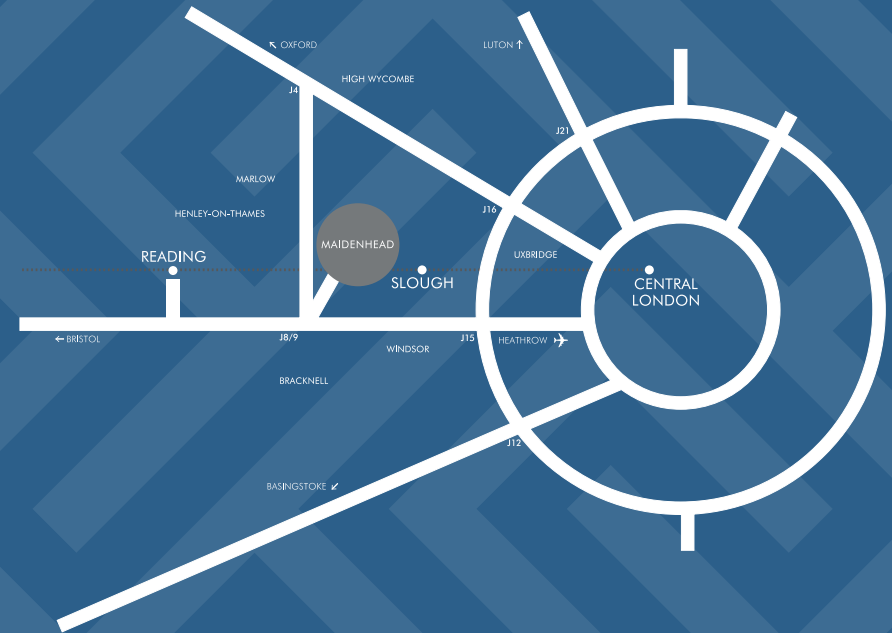 ↖ OXFORD
LUTON ↑
HIGH WYCOMBE
J4
J21
MARLOW
J16
HENLEY-ON-THAMES
MAIDENHEAD
UXBRIDGE
READING
SLOUGH
CENTRAL
LONDON
← BRISTOL
J8/9
J15
HEATHROW
WINDSOR
BRACKNELL
J12
BASINGSTOKE ↙